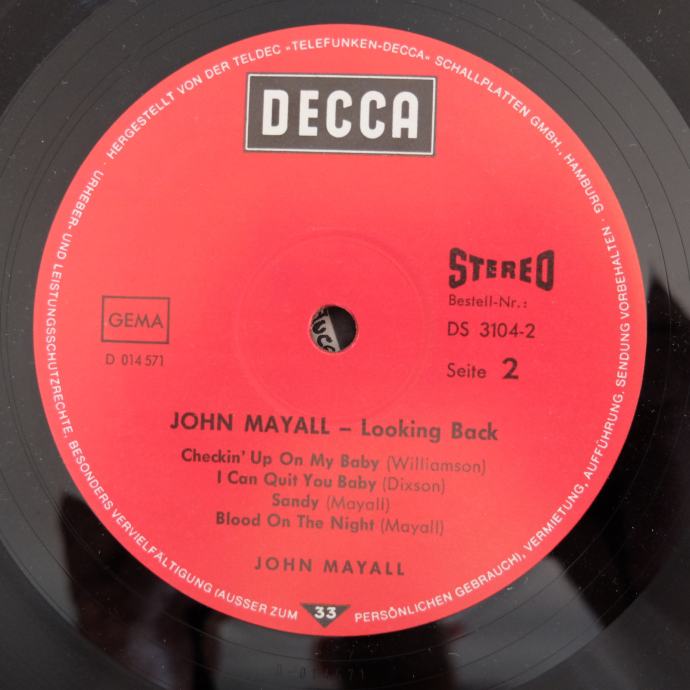 HERGESTELLT VON DER TELDEC »TELEFUNKEN-DECCA« SCHALLPLATTEN GMBH., HAMBURG · URHEBER- UND LEISTUNGSSCHUTZRECHTE, BESONDERS VERVIELFÄLTIGUNG (AUSSER ZUM PERSÖNLICHEN GEBRAUCH), VERMIETUNG, AUFFÜHRUNG, SENDUNG VORBEHALTEN ·
DECCA
STEREO
Bestell-Nr.:
GEMA
DS 3104-2
D 014 571
Seite 2
JOHN MAYALL – Looking Back
Checkin' Up On My Baby (Williamson)
I Can Quit You Baby (Dixson)
Sandy (Mayall)
Blood On The Night (Mayall)
JOHN MAYALL
33